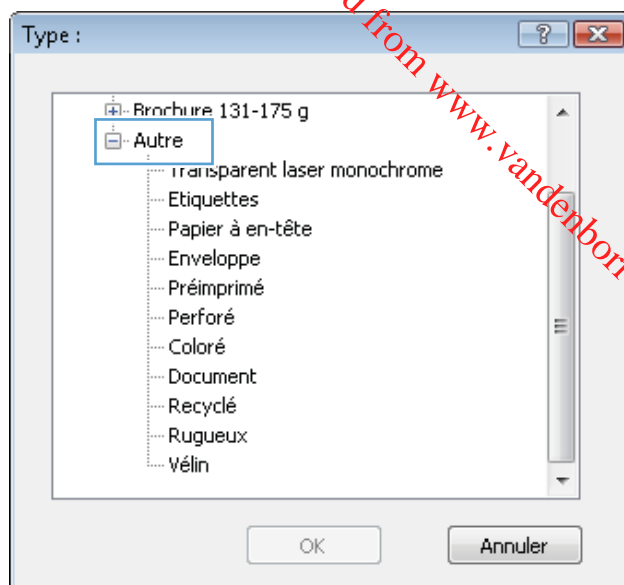 Type :
Brochure 131-175 g
Autre
Transparent laser monochrome
Etiquettes
Papier à en-tête
Enveloppe
Préimprimé
Perforé
Coloré
Document
Recyclé
Rugueux
Vélin
OK
Annuler
from www.vandenborr